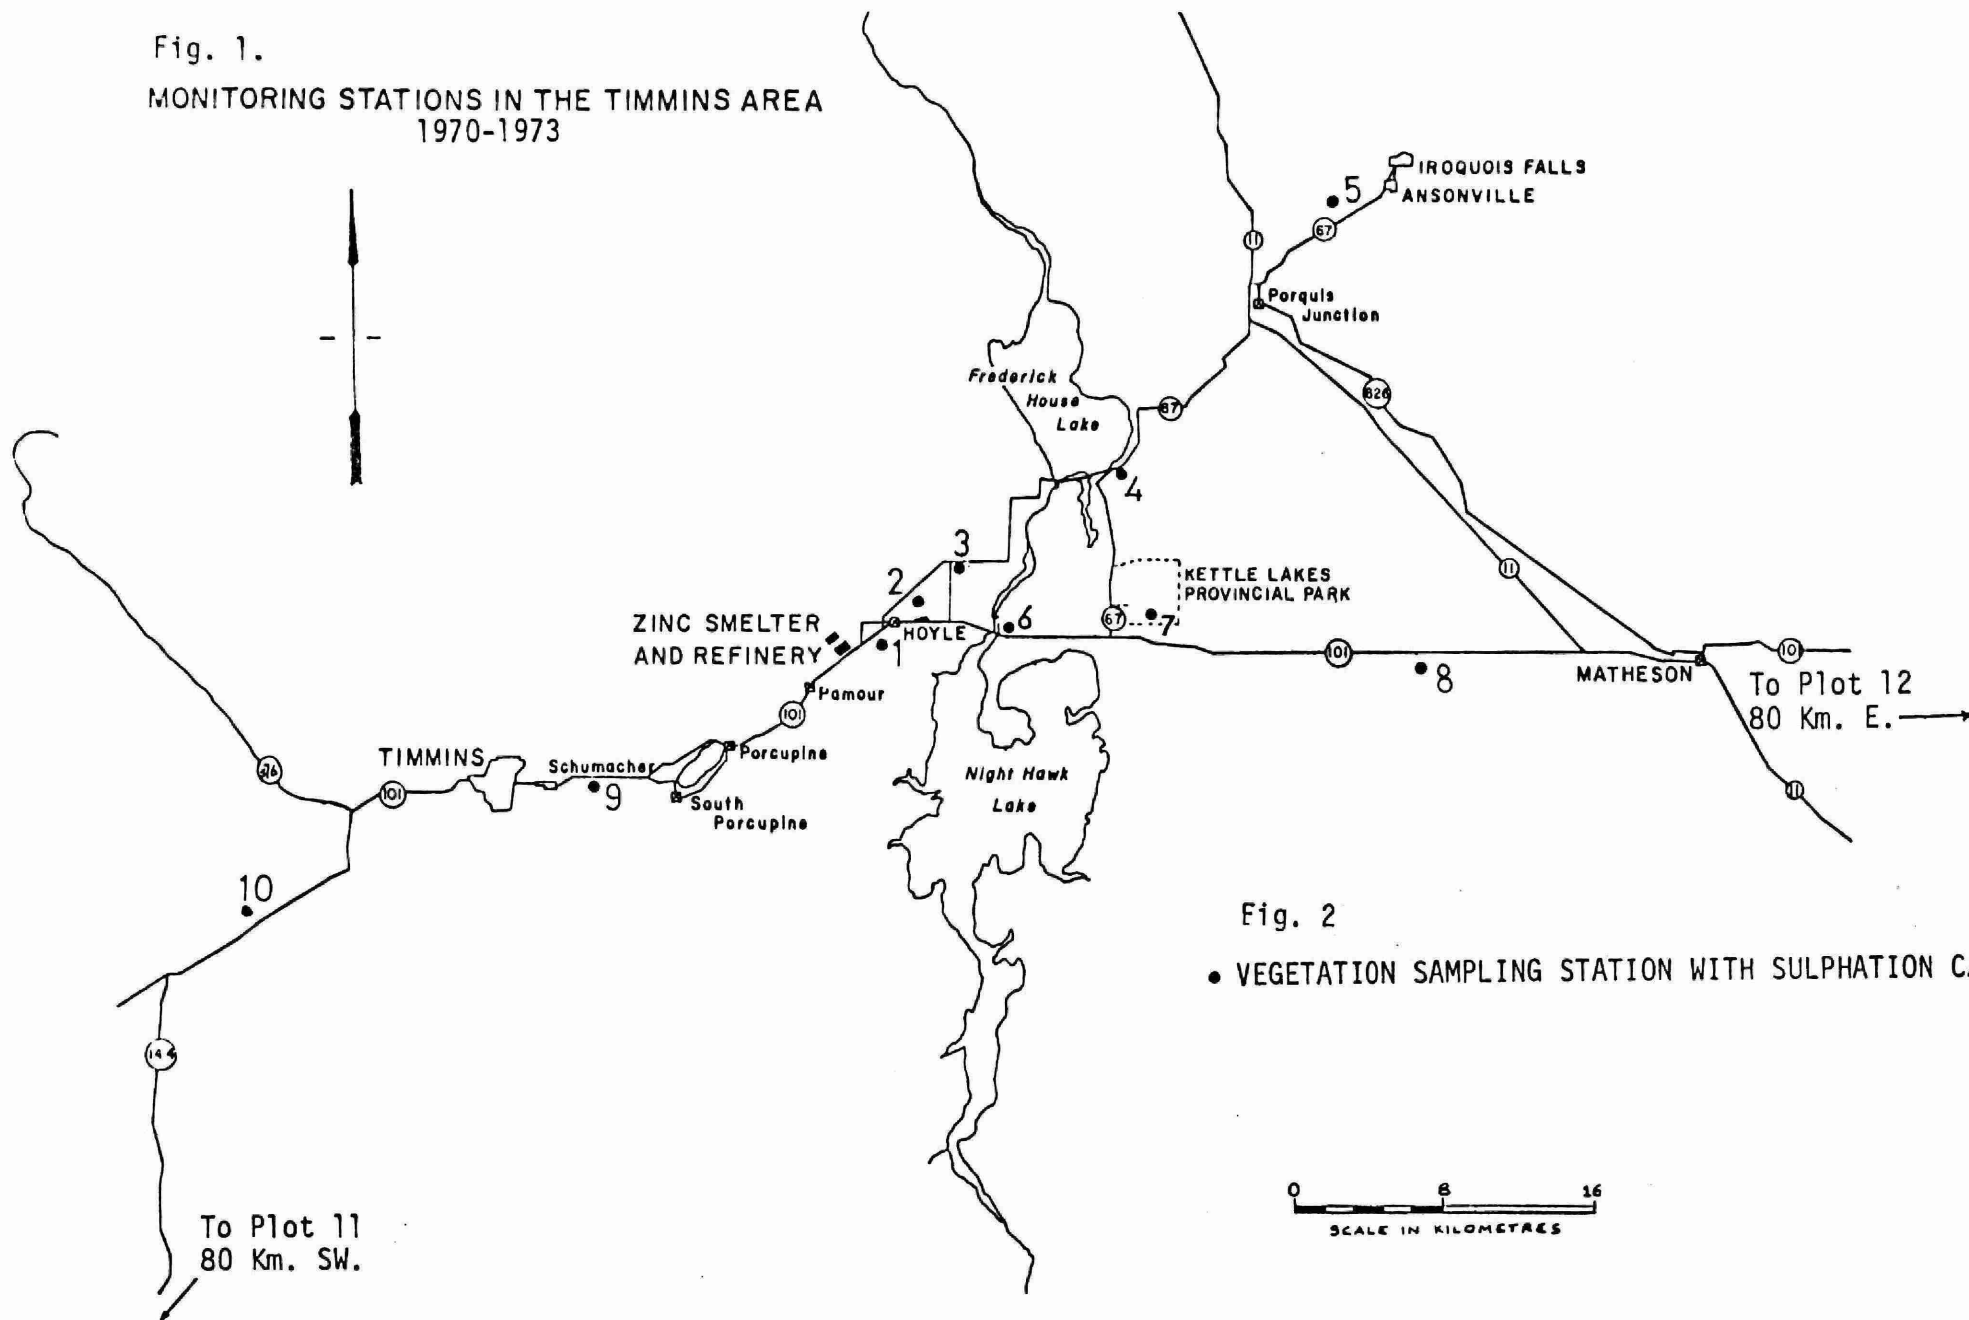 Fig. 1.
MONITORING STATIONS IN THE TIMMINS AREA
1970-1973
5
IROQUOIS FALLS
ANSONVILLE
67
11
Porquis
Junction
Frederick
House
Lake
67
626
4
3
2
KETTLE LAKES
PROVINCIAL PARK
11
ZINC SMELTER
AND REFINERY
HOYLE
1
6
67
7
101
8
MATHESON
101
To Plot 12
80 Km. E.
Pamour
101
Porcupine
TIMMINS
Schumacher
9
South
Porcupine
Night Hawk
Lake
576
101
11
10
Fig. 2
VEGETATION SAMPLING STATION WITH SULPHATION
144
0 8 16
SCALE IN KILOMETRES
To Plot 11
80 Km. SW.